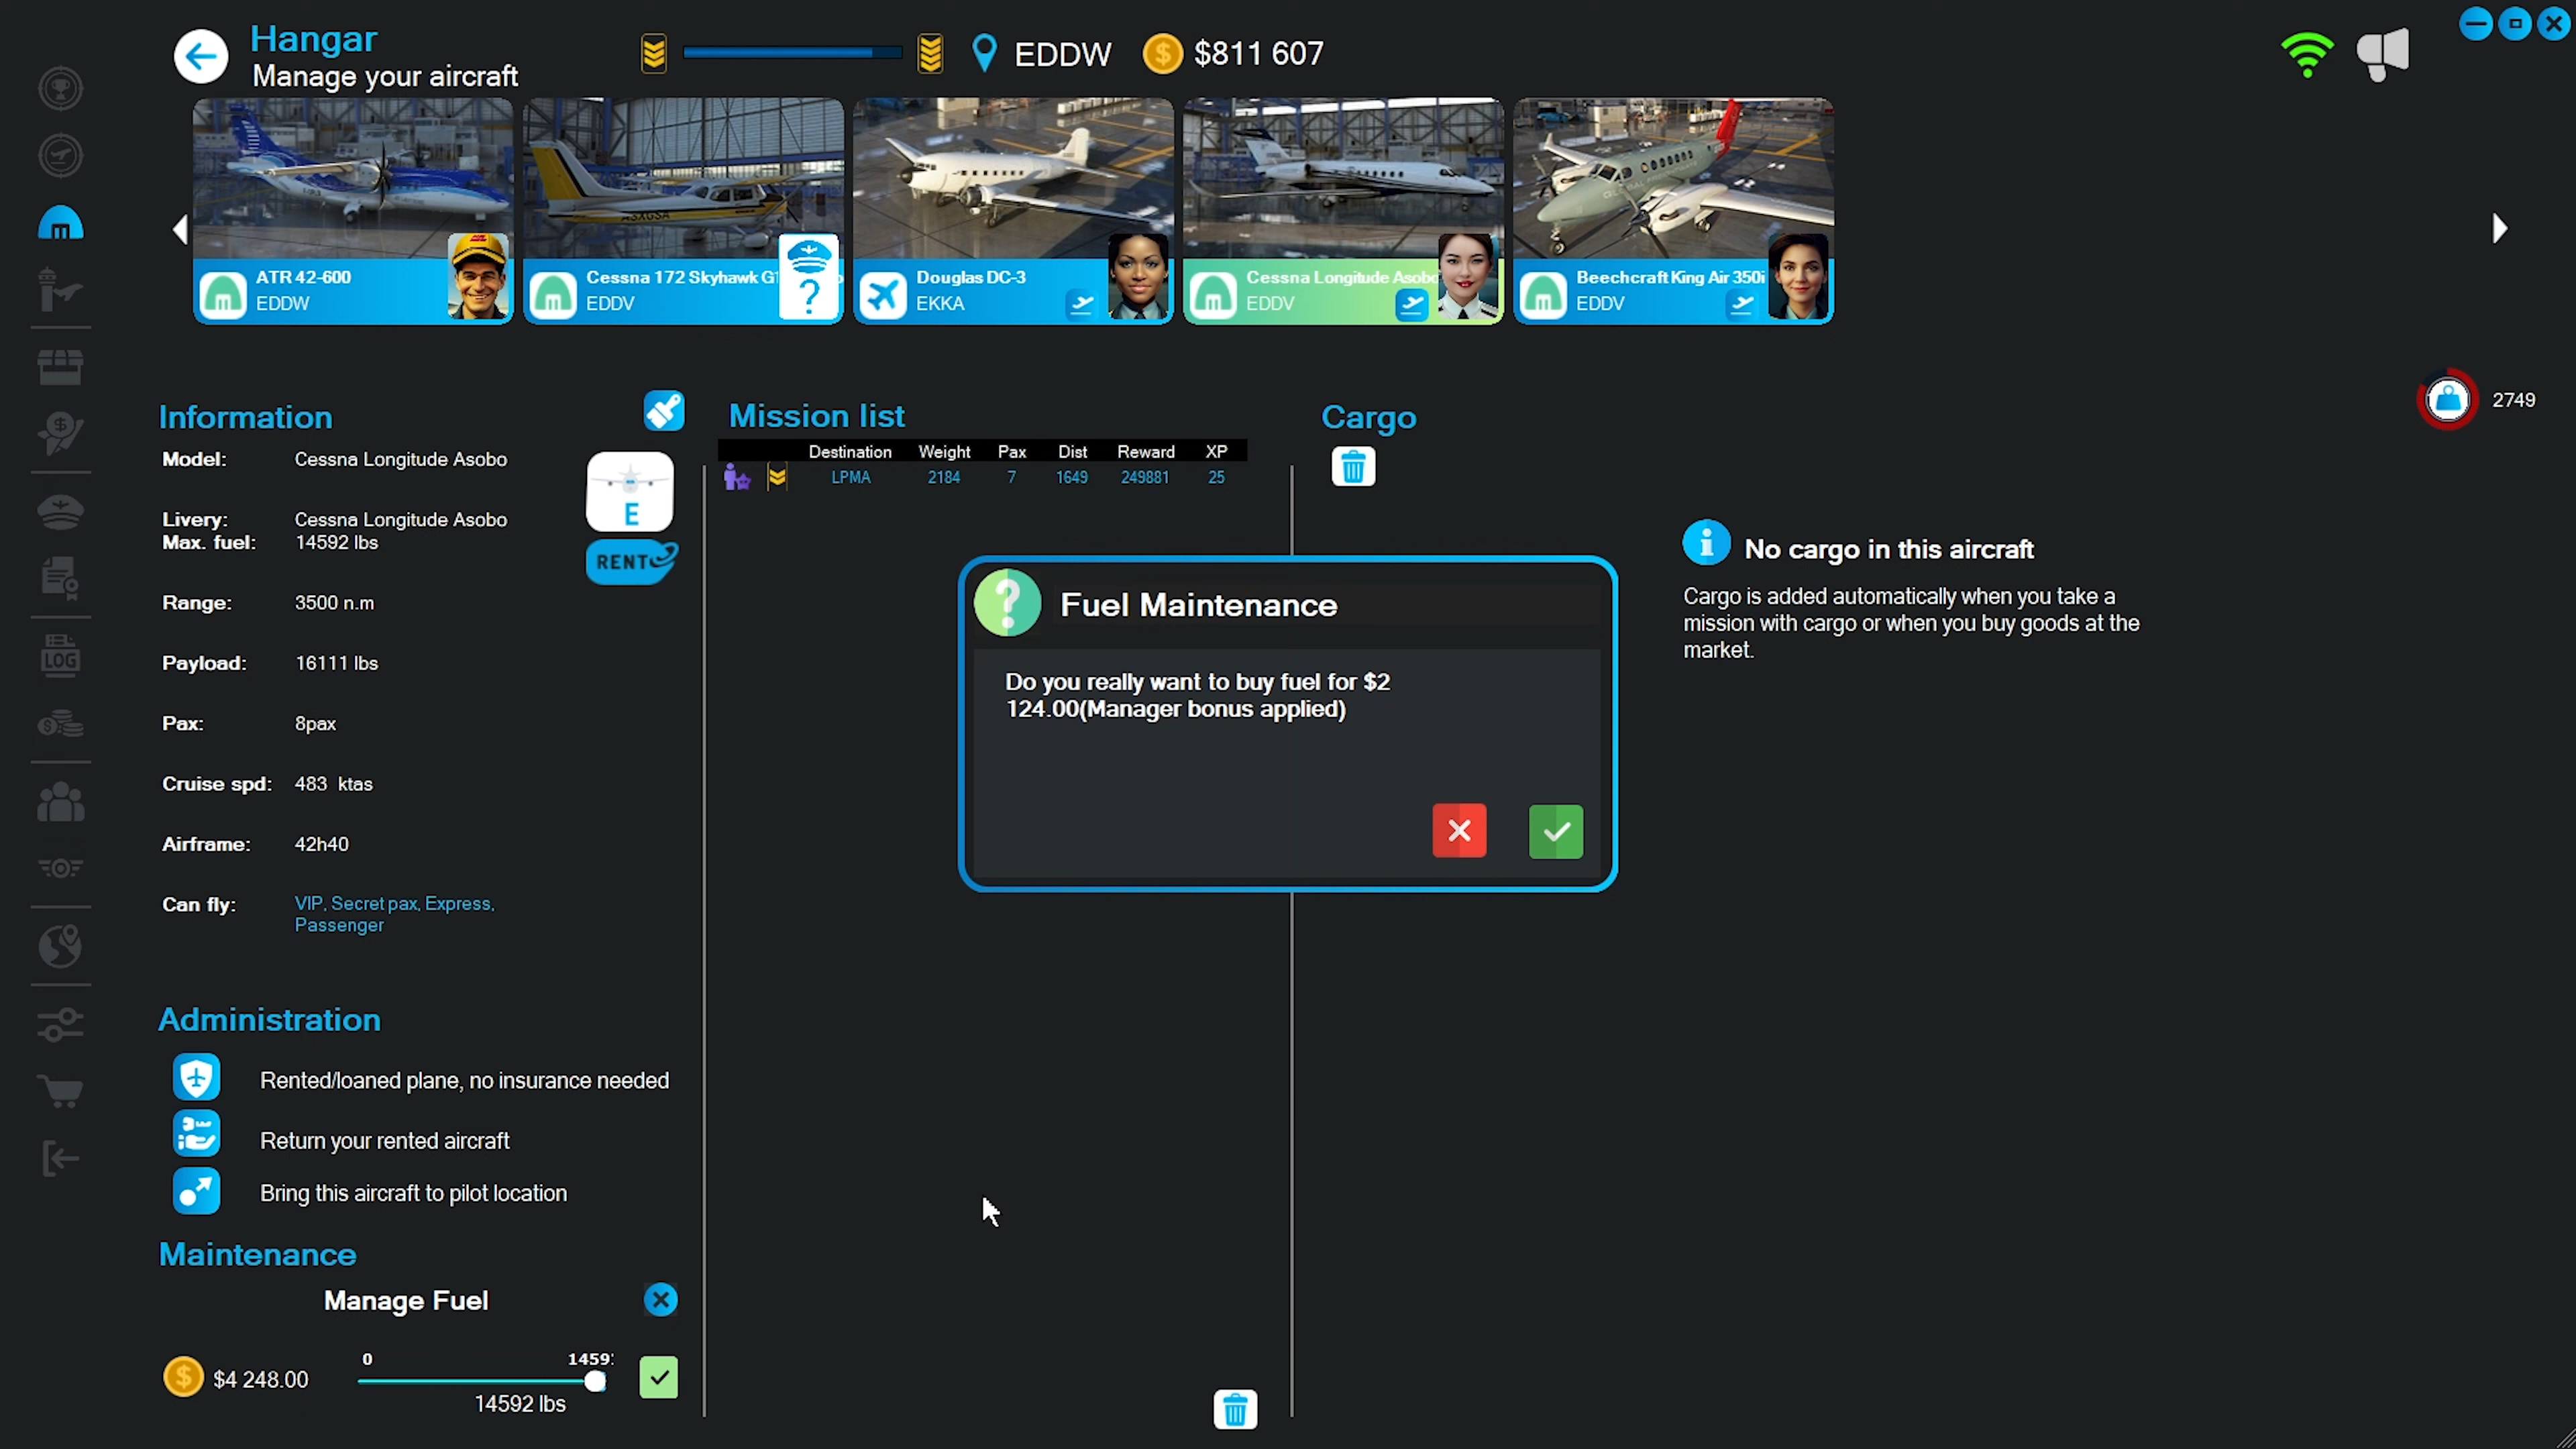 Hangar
Manage your aircraft
EDDW
$811 607
ATR 42-600
EDDW
Cessna 172 Skyhawk G1
EDDV
?
Douglas DC-3
EKKA
Cessna Longitude Asobo
EDDV
Beechcraft King Air 350i
EDDV
2749
Information
Model: Cessna Longitude Asobo
Livery: Cessna Longitude Asobo
Max. fuel: 14592 lbs
Range: 3500 n.m
Payload: 16111 lbs
Pax: 8pax
Cruise spd: 483 ktas
Airframe: 42h40
Can fly: VIP, Secret pax, Express,
Passenger
E
RENT
LOG
Mission list
Destination Weight Pax Dist Reward XP
LPMA 2184 7 1649 249881 25
Cargo
No cargo in this aircraft
Cargo is added automatically when you take a
mission with cargo or when you buy goods at the
market.
Fuel Maintenance
Do you really want to buy fuel for $2
124.00(Manager bonus applied)
Administration
Rented/loaned plane, no insurance needed
Return your rented aircraft
Bring this aircraft to pilot location
Maintenance
Manage Fuel
0 1459
$4 248.00
14592 lbs